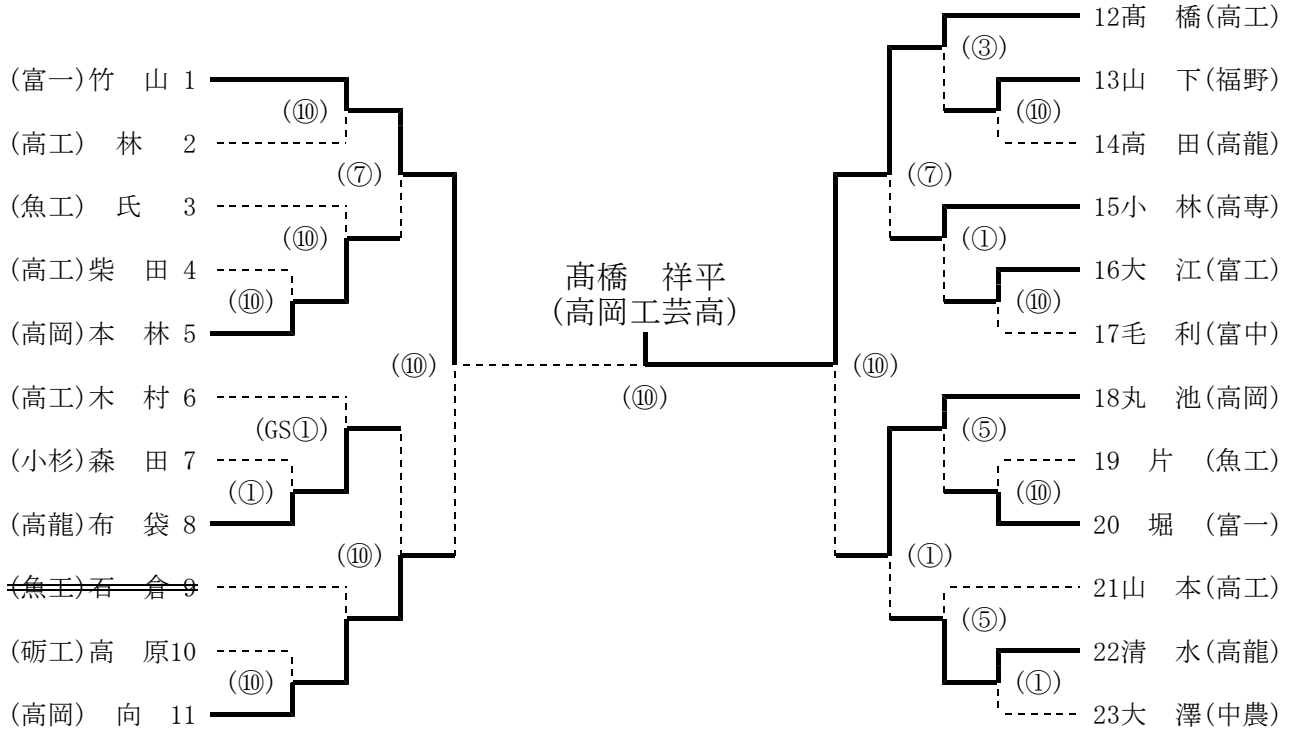 (富一)竹　山 1
(⑩)
(高工)　林　 2
(⑦)
(魚工)　氏　 3
(⑩)
(高工)柴　田 4
(⑩)
(高岡)本　林 5
(⑩)
(高工)木　村 6
(GS①)
(小杉)森　田 7
(①)
(高龍)布　袋 8
(⑩)
(魚工)石　倉 9
(砺工)高　原10
(⑩)
(高岡)　向　11
髙橋　祥平
(高岡工芸高)
(⑩)
12髙　橋(高工)
(③)
13山　下(福野)
(⑩)
14高　田(高龍)
(⑦)
15小　林(高専)
(①)
16大　江(富工)
(⑩)
17毛　利(富中)
(⑩)
18丸　池(高岡)
(⑤)
19　片　(魚工)
(⑩)
20　堀　(富一)
(①)
21山　本(高工)
(⑤)
22清　水(高龍)
(①)
23大　澤(中農)